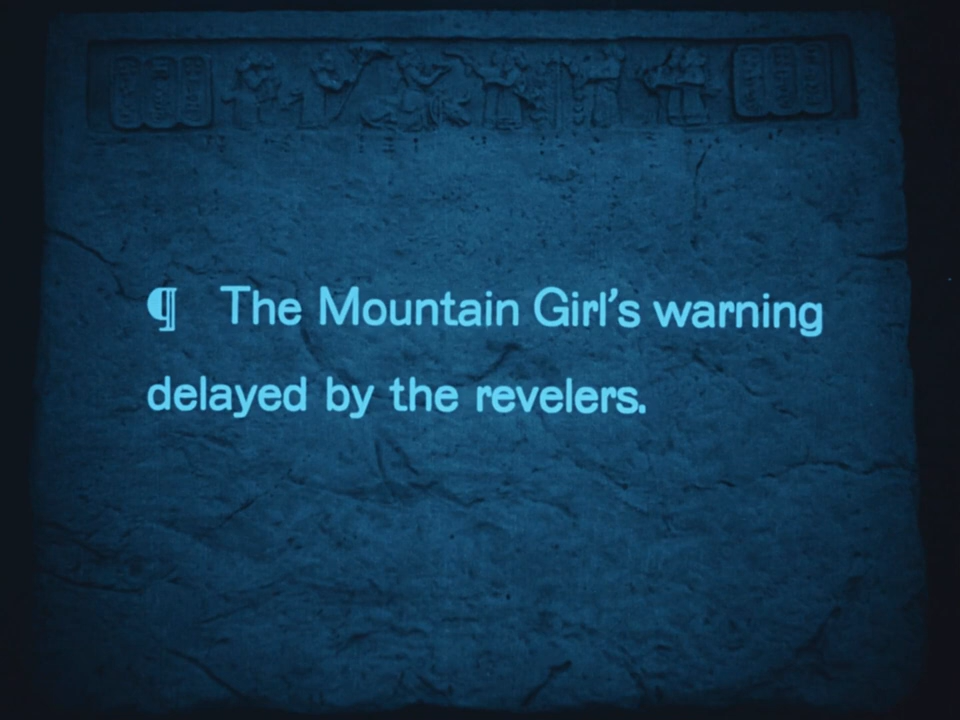 ¶ The Mountain Girl's warning
delayed by the revelers.